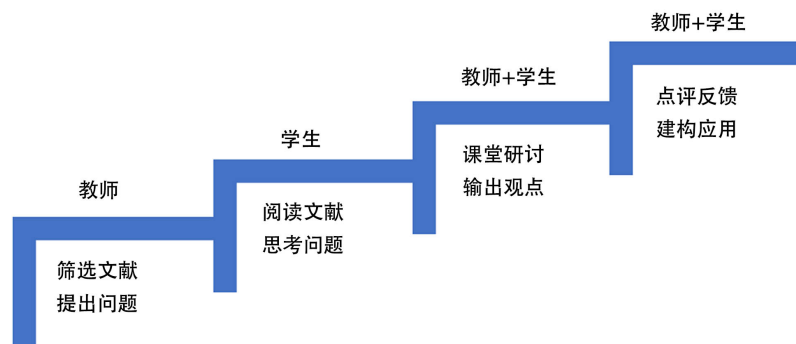 教师
筛选文献
提出问题
学生
阅读文献
思考问题
教师+学生
课堂研讨
输出观点
教师+学生
点评反馈
建构应用